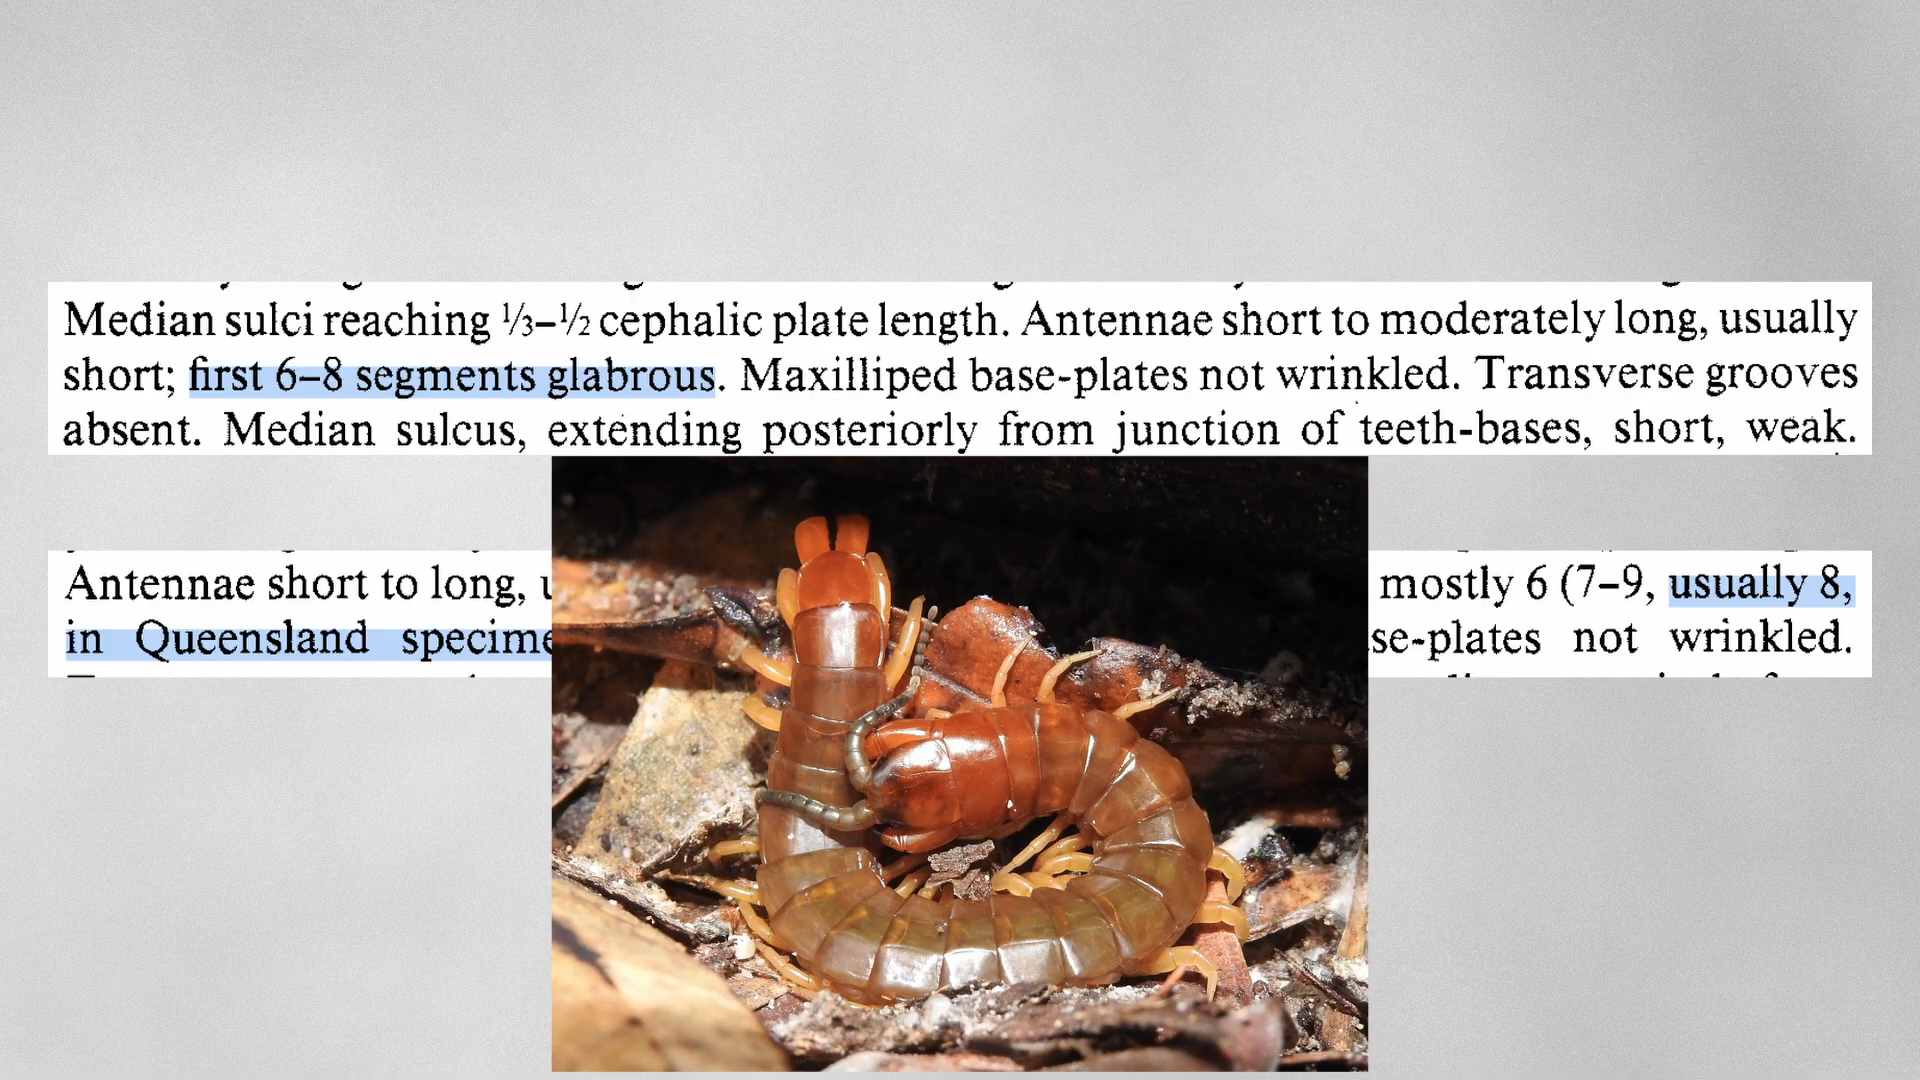 Median sulci reaching ⅓–½ cephalic plate length. Antennae short to moderately long, usually
short; first 6–8 segments glabrous. Maxilliped base-plates not wrinkled. Transverse grooves
absent. Median sulcus, extending posteriorly from junction of teeth-bases, short, weak.
Antennae short to long, mostly 6 (7–9, usually 8,
in Queensland not wrinkled.